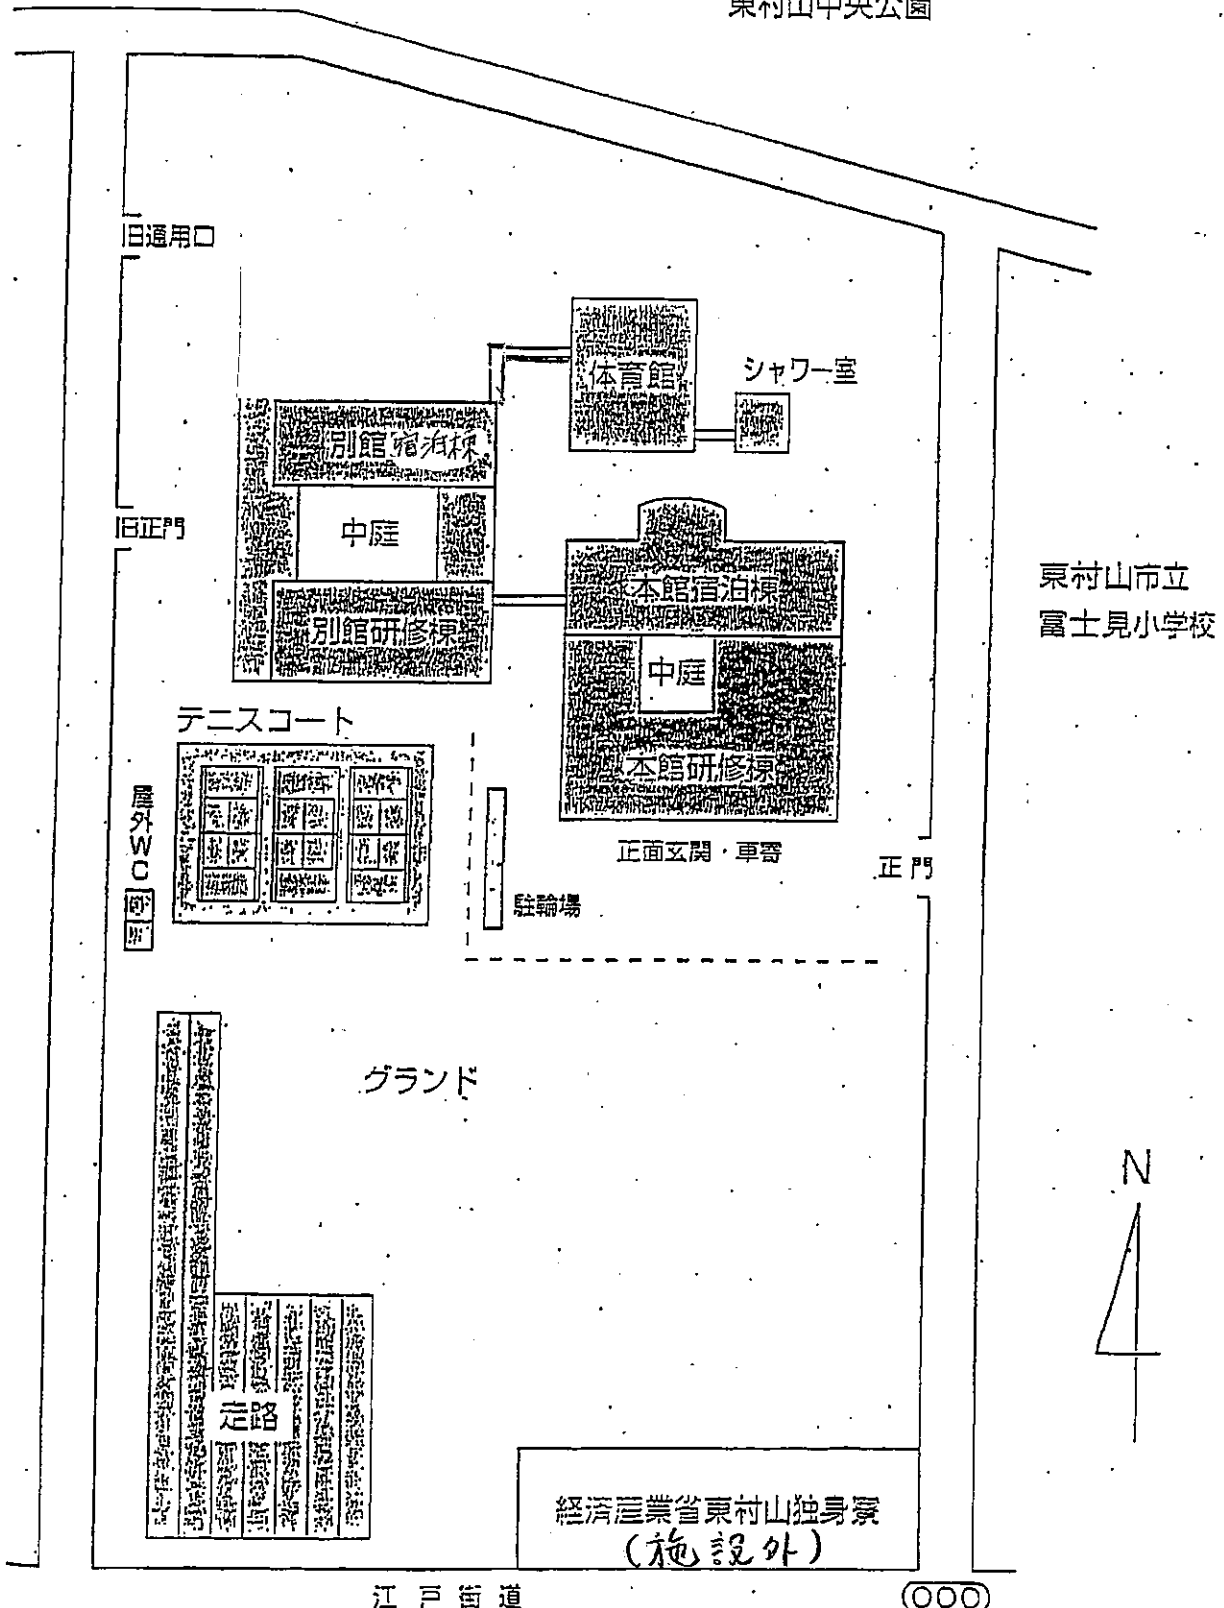 東村山中央公園
旧通用口
体育館
シャワー室
別館宿泊棟
旧正門
中庭
本館宿泊棟
東村山市立
富士見小学校
別館研修棟
中庭
テニスコート
本館研修棟
屋外WC
正面玄関・車寄
正門
駐輪場
グランド
N
走路
経済産業省東村山独身寮
(施設外)
江戸街道
(000)